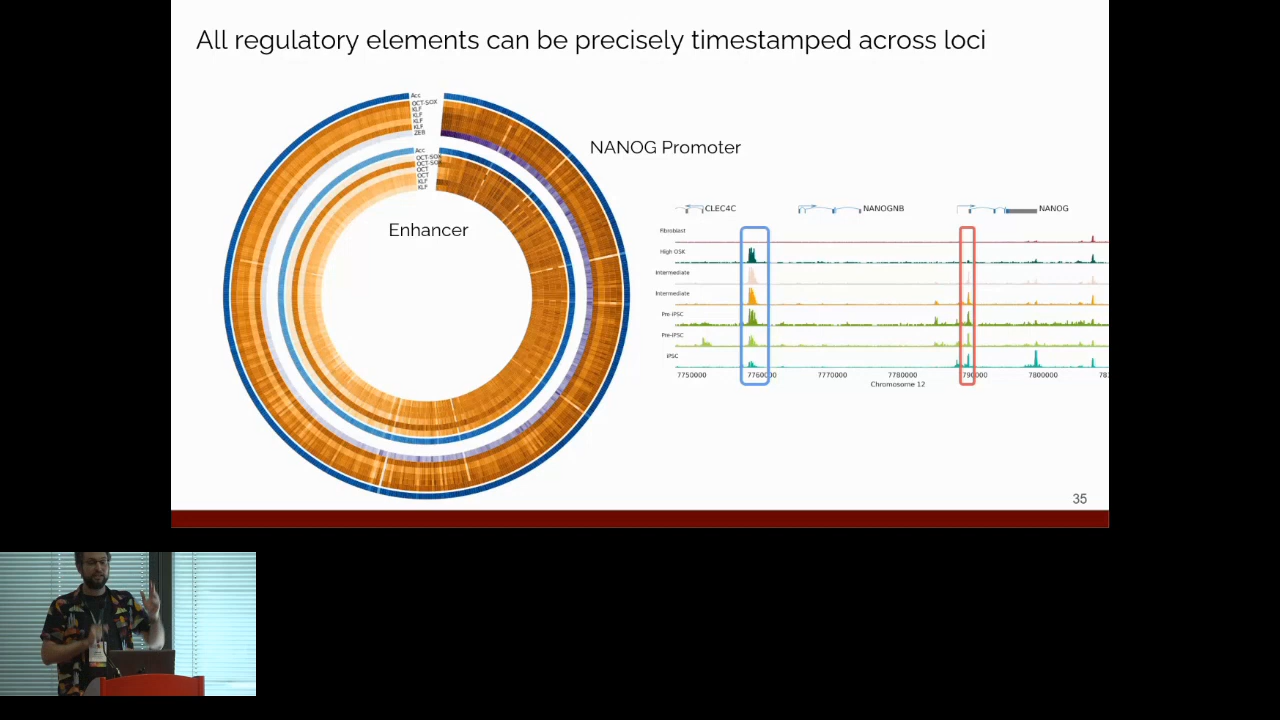 All regulatory elements can be precisely timestamped across loci
Acc
OCT-SOX
KLF
KLF
KLF
KLF
ZEB
Acc
OCT-SOX
OCT-SOX
OCT
OCT
KLF
KLF
NANOG Promoter
Enhancer
CLEC4C
NANOGNB
NANOG
Fibroblast
High OSK
Intermediate
Intermediate
Pre-iPSC
Pre-iPSC
iPSC
7750000 7760000 7770000 7780000 7790000 7800000 78
Chromosome 12
35